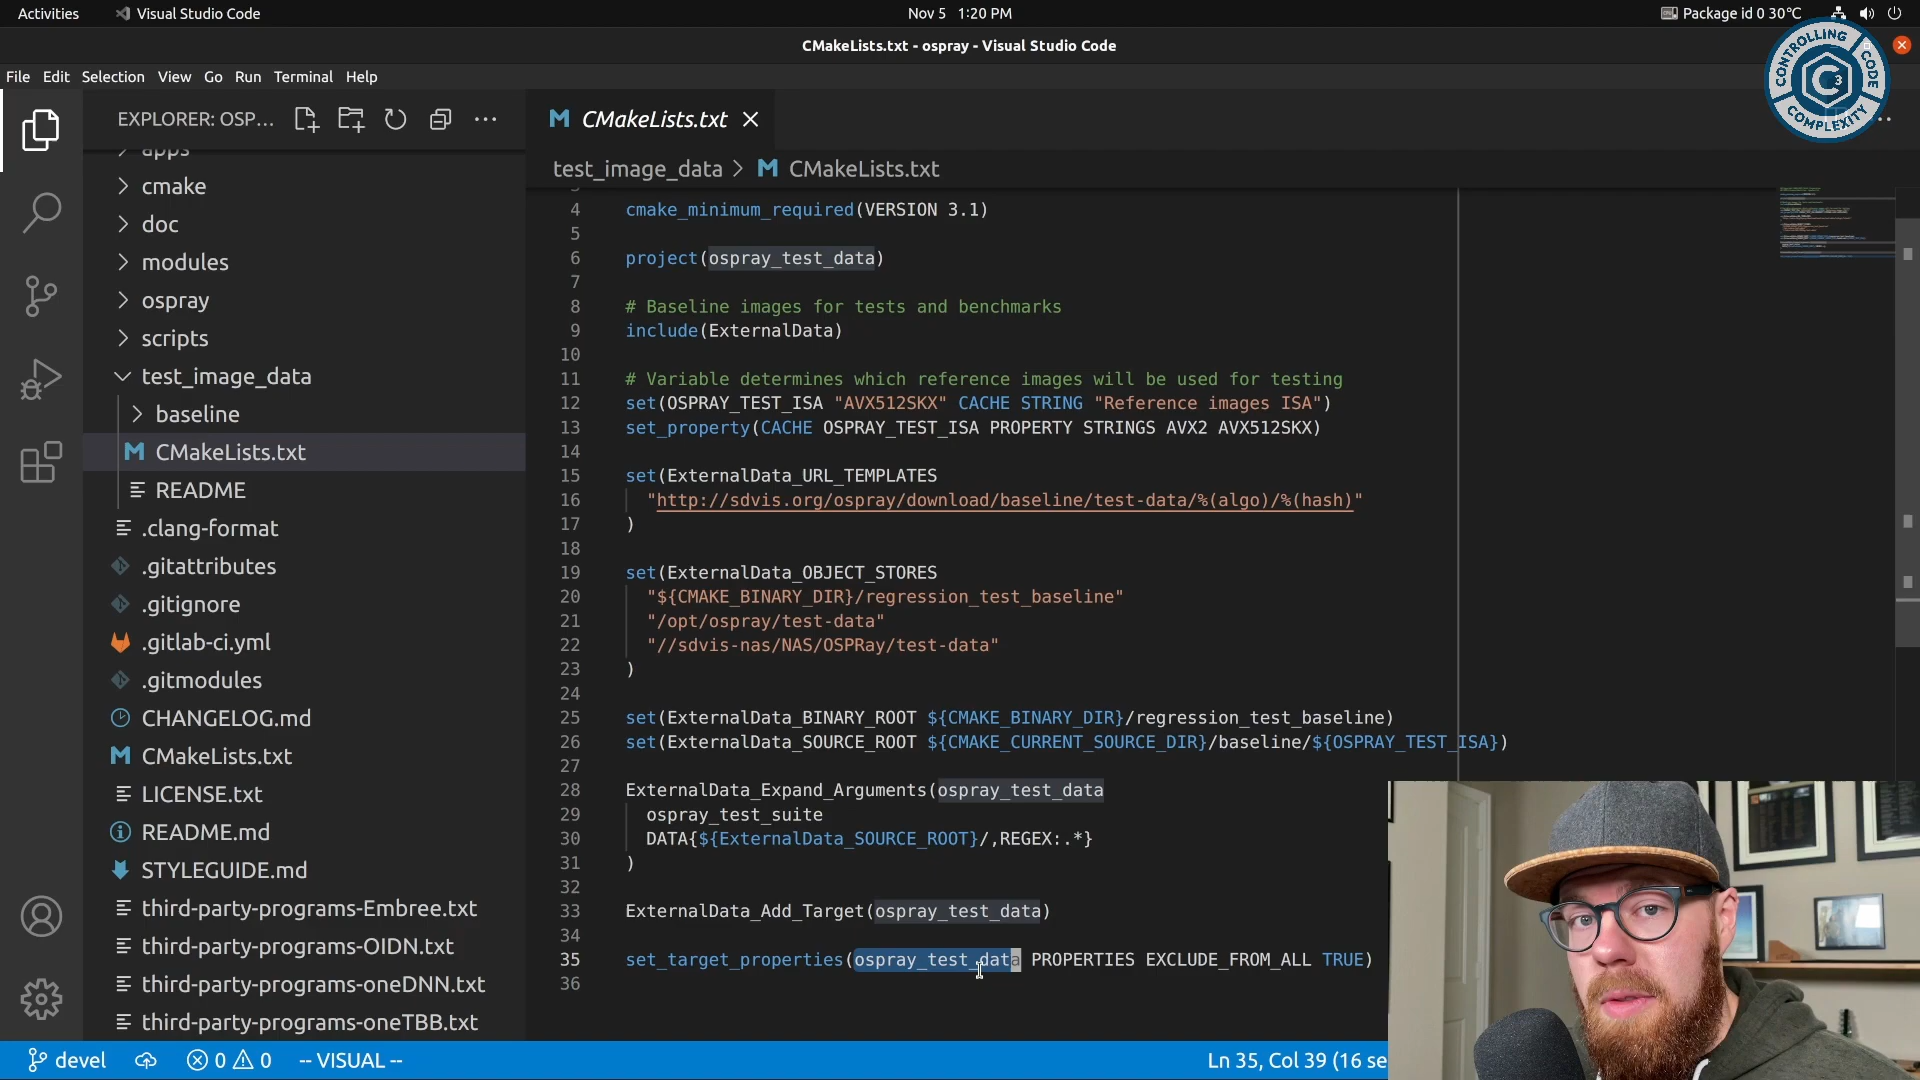 Activities
Visual Studio Code
Nov 5 1:20 PM
Package id 0 30°C
CMakeLists.txt - ospray - Visual Studio Code
CONTROLLING
CODE
COMPLEXITY
C3
File Edit Selection View Go Run Terminal Help
EXPLORER: OSP...
CMakeLists.txt
test_image_data > CMakeLists.txt
apps
cmake
doc
modules
ospray
scripts
test_image_data
baseline
CMakeLists.txt
README
.clang-format
.gitattributes
.gitignore
.gitlab-ci.yml
.gitmodules
CHANGELOG.md
CMakeLists.txt
LICENSE.txt
README.md
STYLEGUIDE.md
third-party-programs-Embree.txt
third-party-programs-OIDN.txt
third-party-programs-oneDNN.txt
third-party-programs-oneTBB.txt
3
4 cmake_minimum_required(VERSION 3.1)
5
6 project(ospray_test_data)
7
8 # Baseline images for tests and benchmarks
9 include(ExternalData)
10
11 # Variable determines which reference images will be used for testing
12 set(OSPRAY_TEST_ISA "AVX512SKX" CACHE STRING "Reference images ISA")
13 set_property(CACHE OSPRAY_TEST_ISA PROPERTY STRINGS AVX2 AVX512SKX)
14
15 set(ExternalData_URL_TEMPLATES
16 "http://sdvis.org/ospray/download/baseline/test-data/%(algo)/%(hash)"
17 )
18
19 set(ExternalData_OBJECT_STORES
20 "${CMAKE_BINARY_DIR}/regression_test_baseline"
21 "/opt/ospray/test-data"
22 "//sdvis-nas/NAS/OSPRay/test-data"
23 )
24
25 set(ExternalData_BINARY_ROOT ${CMAKE_BINARY_DIR}/regression_test_baseline)
26 set(ExternalData_SOURCE_ROOT ${CMAKE_CURRENT_SOURCE_DIR}/baseline/${OSPRAY_TEST_ISA})
27
28 ExternalData_Expand_Arguments(ospray_test_data
29 ospray_test_suite
30 DATA{${ExternalData_SOURCE_ROOT}/,REGEX:.*}
31 )
32
33 ExternalData_Add_Target(ospray_test_data)
34
35 set_target_properties(ospray_test_data PROPERTIES EXCLUDE_FROM_ALL TRUE)
36
devel
0 0
-- VISUAL --
Ln 35, Col 39 (16 se